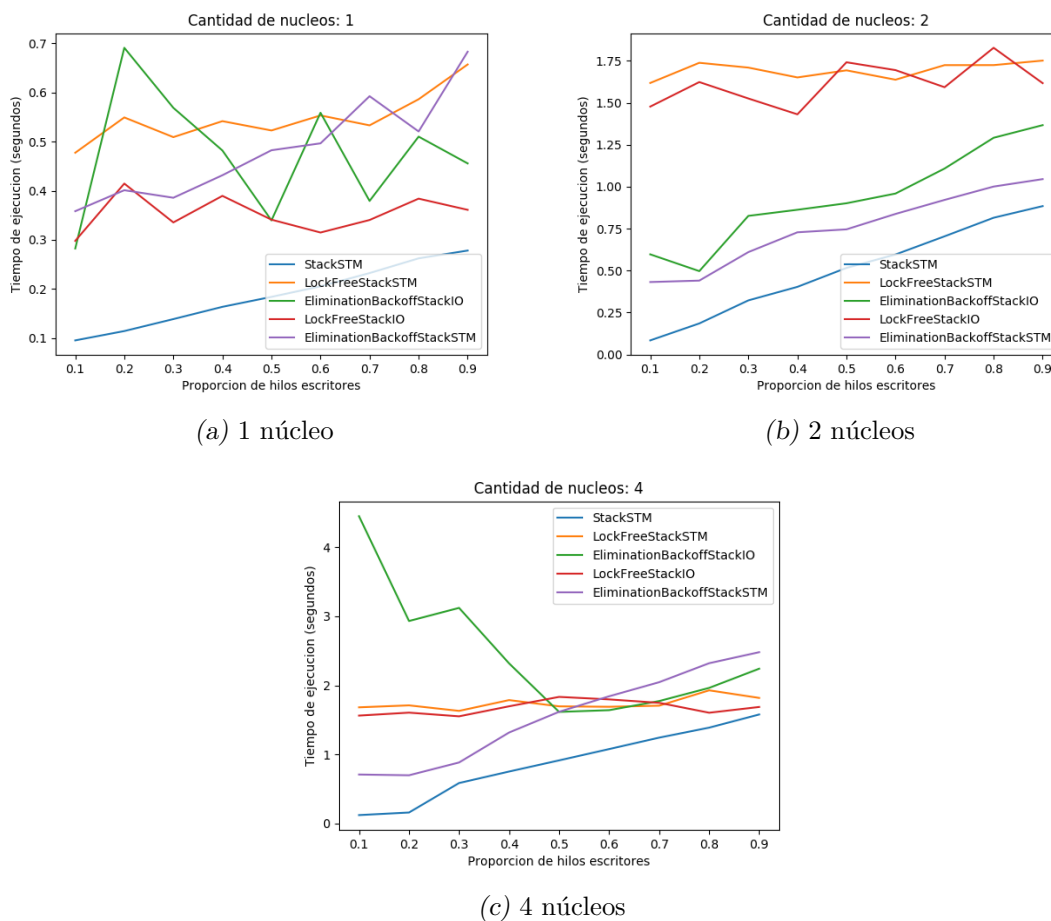 Cantidad de nucleos: 1
Tiempo de ejecucion (segundos)
0.7
0.6
0.5
0.4
0.3
0.2
0.1
StackSTM
LockFreeStackSTM
EliminationBackoffStackIO
LockFreeStackIO
EliminationBackoffStackSTM
0.1 0.2 0.3 0.4 0.5 0.6 0.7 0.8 0.9
Proporcion de hilos escritores
(a) 1 núcleo
Cantidad de nucleos: 2
Tiempo de ejecucion (segundos)
1.75
1.50
1.25
1.00
0.75
0.50
0.25
0.00
StackSTM
LockFreeStackSTM
EliminationBackoffStackIO
LockFreeStackIO
EliminationBackoffStackSTM
0.1 0.2 0.3 0.4 0.5 0.6 0.7 0.8 0.9
Proporcion de hilos escritores
(b) 2 núcleos
Cantidad de nucleos: 4
Tiempo de ejecucion (segundos)
4
3
2
1
0
StackSTM
LockFreeStackSTM
EliminationBackoffStackIO
LockFreeStackIO
EliminationBackoffStackSTM
0.1 0.2 0.3 0.4 0.5 0.6 0.7 0.8 0.9
Proporcion de hilos escritores
(c) 4 núcleos